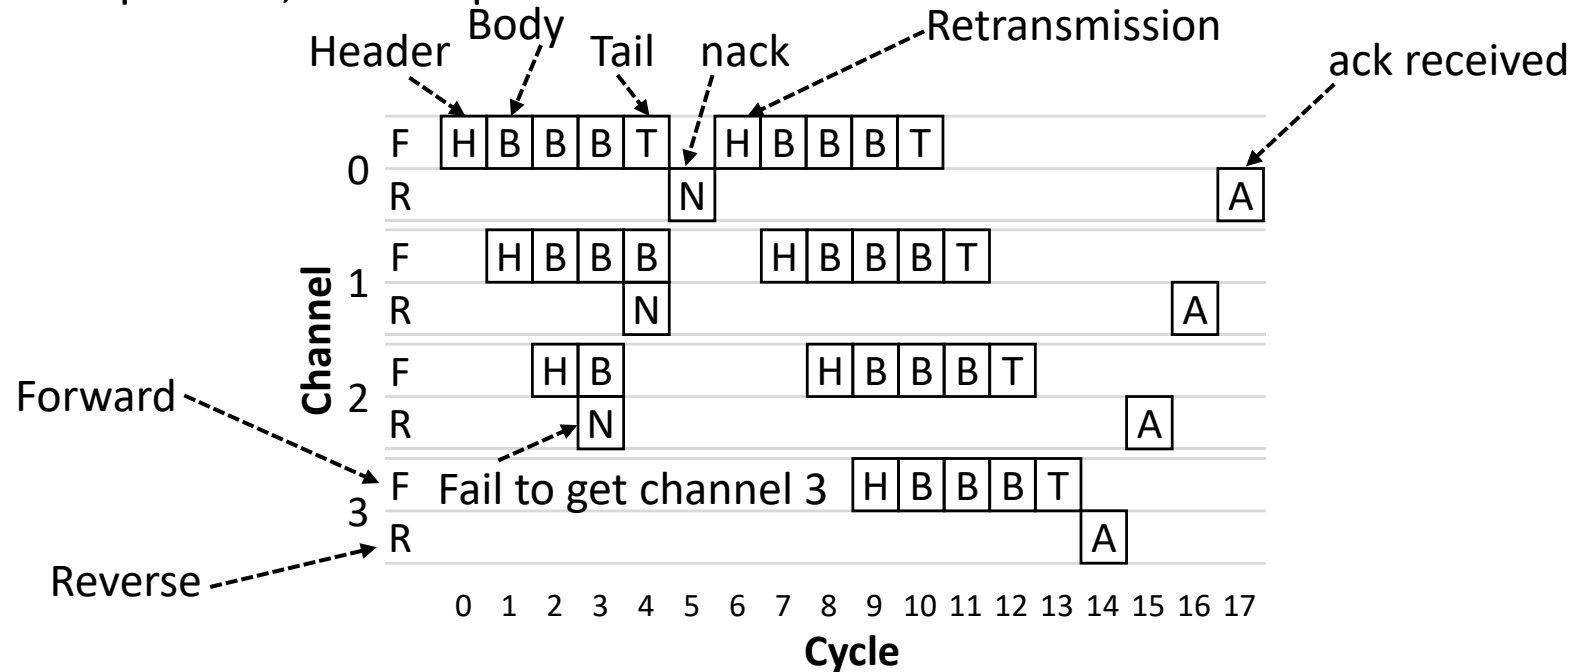 Header Body Tail nack Retransmission ack received
F H B B B T H B B B T
0
R N A
F H B B B H B B B T
1
R N A
F H B H B B B T
2
R N A
F Fail to get channel 3 H B B B T
3
R A
Channel
Forward
Reverse
0 1 2 3 4 5 6 7 8 9 10 11 12 13 14 15 16 17
Cycle